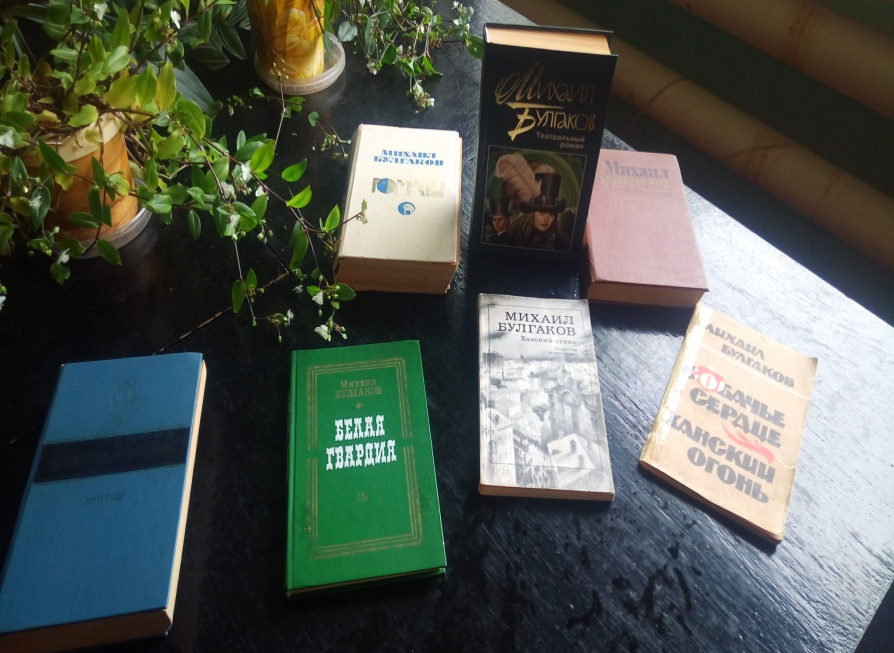 МИХАИЛ
БУЛГАКОВ
РОМАНЫ
Михаил
Булгаков
Театральный
роман
Михаил
МИХАИЛ
БУЛГАКОВ
Ханский огонь
МИХАИЛ
БУЛГАКОВ
СОБАЧЬЕ
СЕРДЦЕ
ХАНСКИЙ
ОГОНЬ
Михаил
БУЛГАКОВ
БЕЛАЯ
ГВАРДИЯ